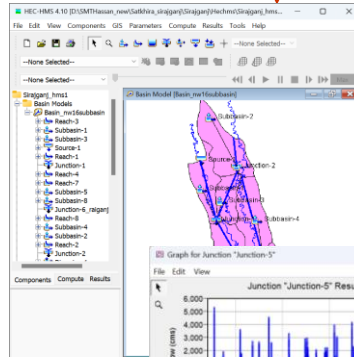 HEC-HMS 4.10 [D:\SMTHassan_new\Satkhira_sirajganj\Sirajganj\Hechms\Sirajganj_hms...
File Edit View Components GIS Parameters Compute Results Tools Help
--None Selected--
--None Selected--
--None Selected--
Sirajganj_hms1
Basin Models
Basin_nw16subbasin
Reach-3
Subbasin-1
Subbasin-3
Source-1
Reach-1
Junction-1
Reach-4
Reach-7
Subbasin-5
Subbasin-8
Junction-6_raiganj
Reach-8
Subbasin-4
Reach-2
Subbasin-2
Junction-2
Components Compute Results
Basin Model [Basin_nw16subbasin]
Subbasin-2
Junction-2
Subbasin-4
Graph for Junction "Junction-5"
File Edit View
Junction "Junction-5" Resu
6,000
5,000
4,000
3,000
2,000
(cms)